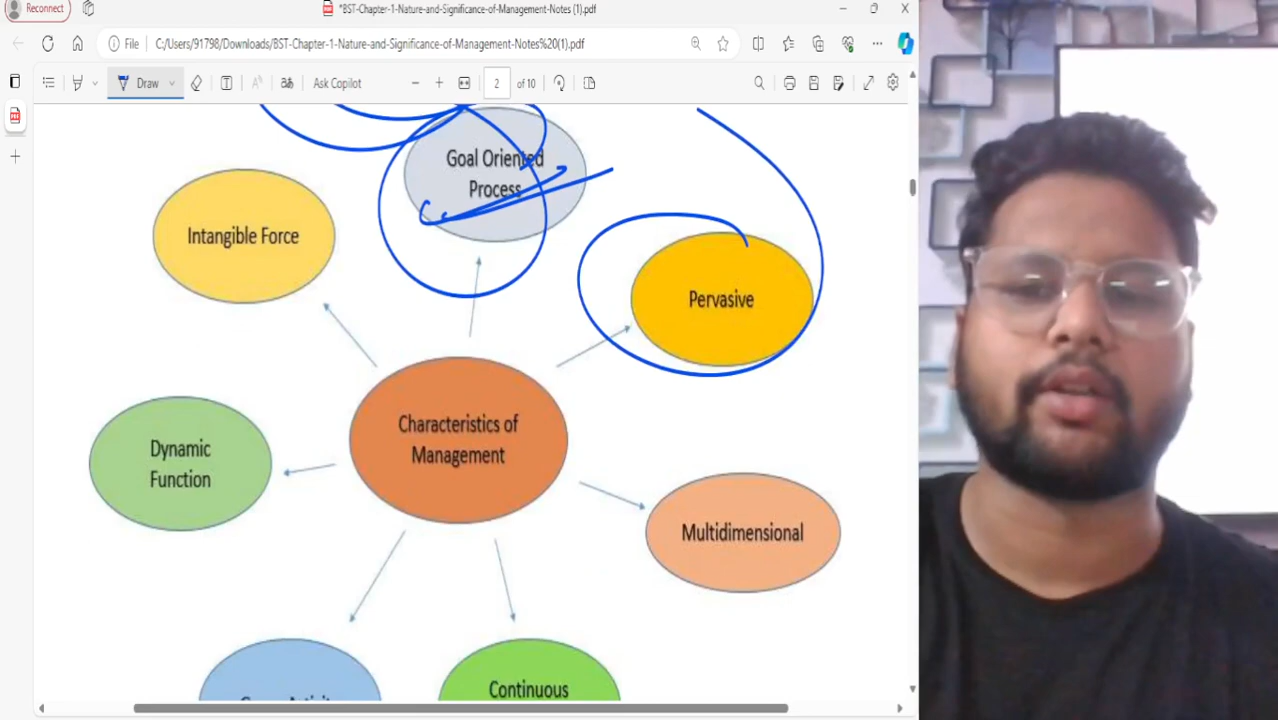 Reconnect
*BST-Chapter-1-Nature-and-Significance-of-Management-Notes (1).pdf
File C:/Users/91798/Downloads/BST-Chapter-1-Nature-and-Significance-of-Management-Notes%20(1).pdf
Draw Ask Copilot 2 of 10
Goal Oriented
Process
Intangible Force
Pervasive
Characteristics of
Management
Dynamic
Function
Multidimensional
Continuous